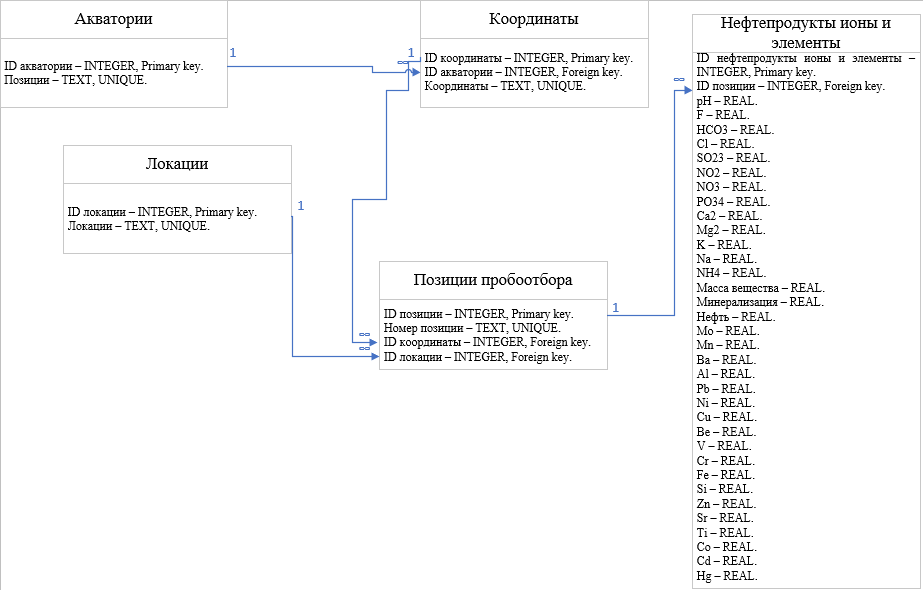 Акватории
ID акватории – INTEGER, Primary key.
Позиции – TEXT, UNIQUE.
1
Координаты
ID координаты – INTEGER, Primary key.
ID акватории – INTEGER, Foreign key.
Координаты – TEXT, UNIQUE.
1
∞
Локации
ID локации – INTEGER, Primary key.
Локации – TEXT, UNIQUE.
1
Позиции пробоотбора
ID позиции – INTEGER, Primary key.
Номер позиции – TEXT, UNIQUE.
ID координаты – INTEGER, Foreign key.
ID локации – INTEGER, Foreign key.
∞
∞
1
Нефтепродукты ионы и
элементы
ID нефтепродукты ионы и элементы –
INTEGER, Primary key.
ID позиции – INTEGER, Foreign key.
pH – REAL.
F – REAL.
HCO3 – REAL.
Cl – REAL.
SO23 – REAL.
NO2 – REAL.
NO3 – REAL.
PO34 – REAL.
Ca2 – REAL.
Mg2 – REAL.
K – REAL.
Na – REAL.
NH4 – REAL.
Масса вещества – REAL.
Минерализация – REAL.
Нефть – REAL.
Mo – REAL.
Mn – REAL.
Ba – REAL.
Al – REAL.
Pb – REAL.
Ni – REAL.
Cu – REAL.
Be – REAL.
V – REAL.
Cr – REAL.
Fe – REAL.
Si – REAL.
Zn – REAL.
Sr – REAL.
Ti – REAL.
Co – REAL.
Cd – REAL.
Hg – REAL.
∞